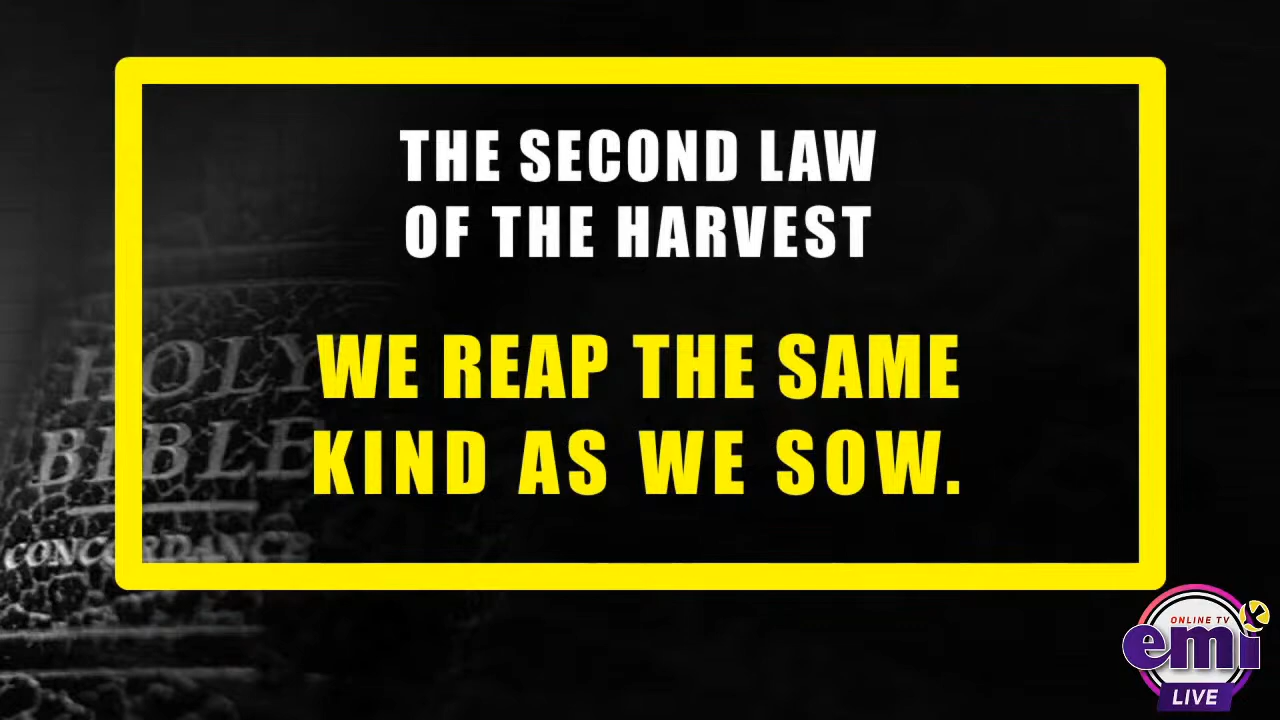 THE SECOND LAW
OF THE HARVEST
WE REAP THE SAME
KIND AS WE SOW.
HOLY
BIBLE
CONCORDANCE
ONLINE TV
emi
LIVE